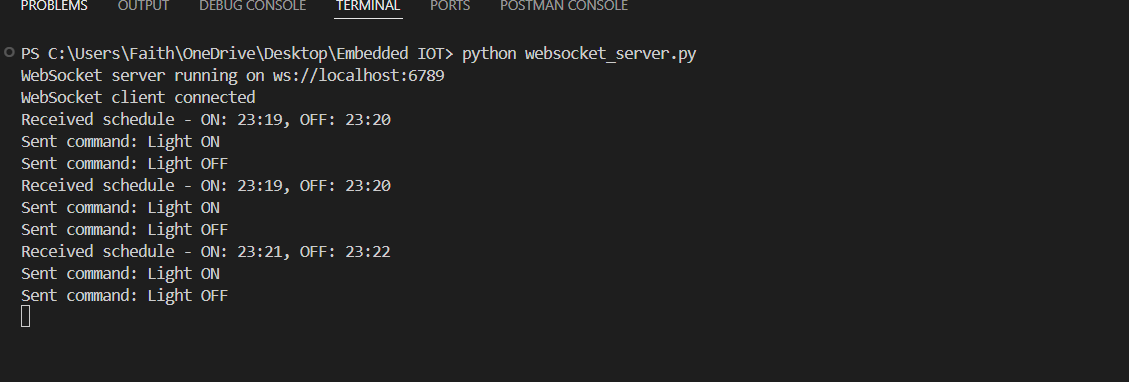 PROBLEMS OUTPUT DEBUG CONSOLE TERMINAL PORTS POSTMAN CONSOLE
PS C:\Users\Faith\OneDrive\Desktop\Embedded IOT> python websocket_server.py
WebSocket server running on ws://localhost:6789
WebSocket client connected
Received schedule - ON: 23:19, OFF: 23:20
Sent command: Light ON
Sent command: Light OFF
Received schedule - ON: 23:19, OFF: 23:20
Sent command: Light ON
Sent command: Light OFF
Received schedule - ON: 23:21, OFF: 23:22
Sent command: Light ON
Sent command: Light OFF